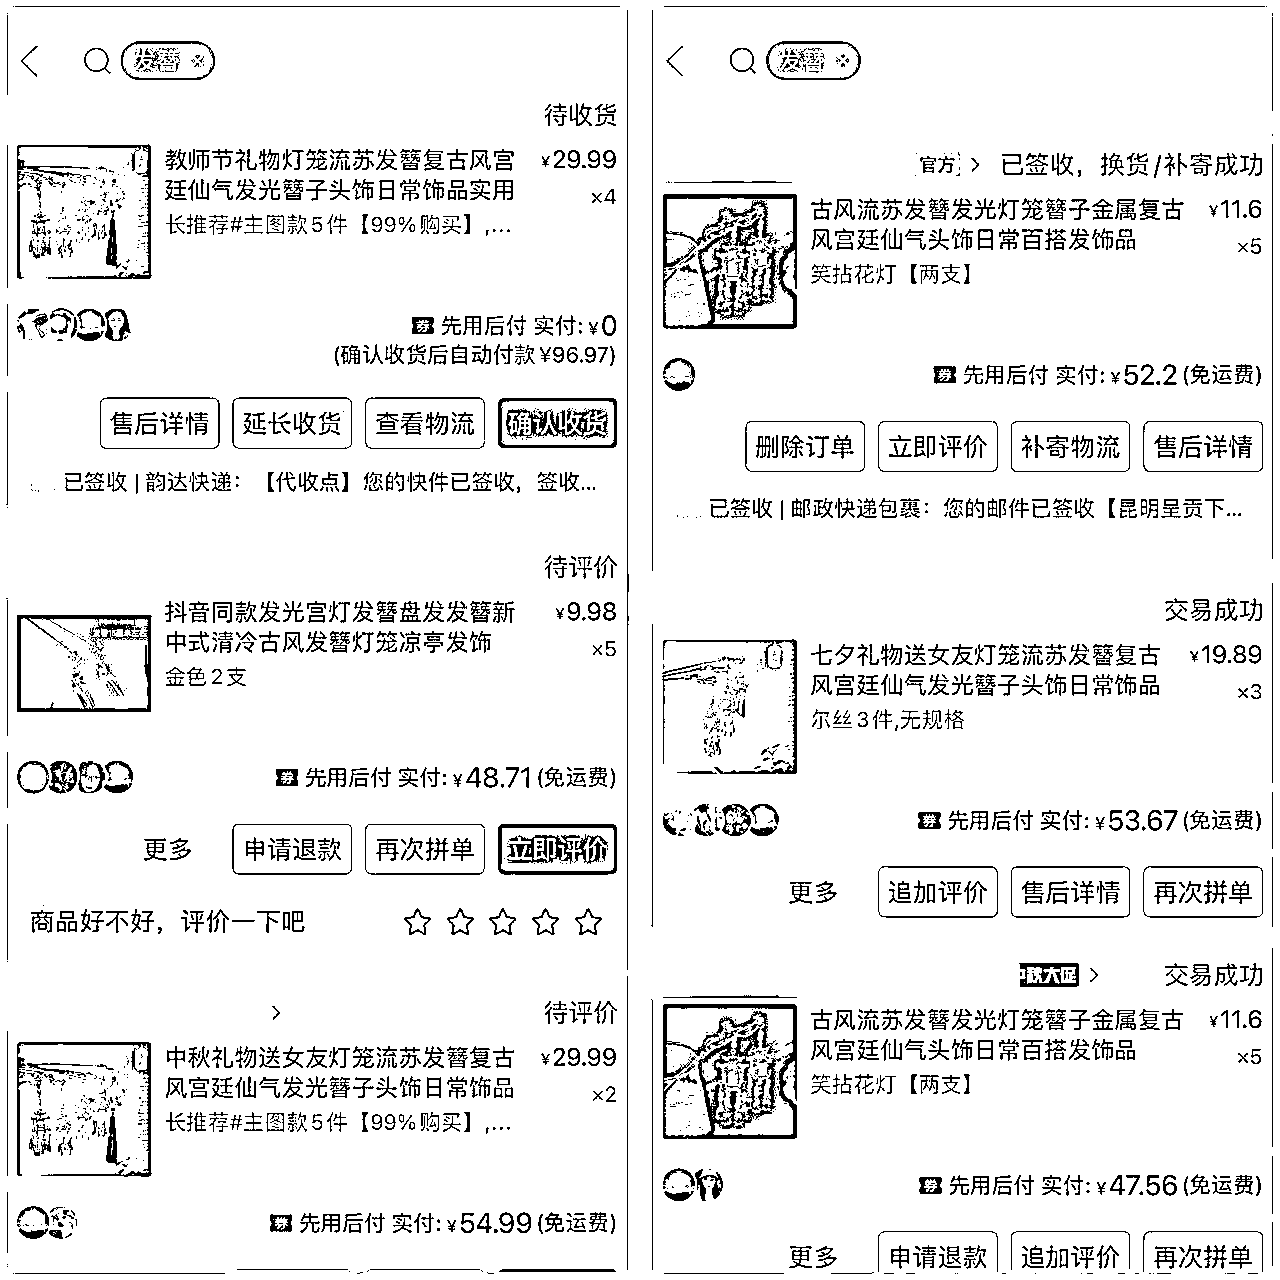 发簪
待收货
教师节礼物灯笼流苏发簪复古风宫 ¥29.99
廷仙气发光簪子头饰日常饰品实用 ×4
长推荐#主图款5件【99%购买】,...
券 先用后付 实付: ¥0
(确认收货后自动付款 ¥96.97)
售后详情 延长收货 查看物流 确认收货
已签收 | 韵达快递：【代收点】您的快件已签收，签收...
待评价
抖音同款发光宫灯发簪盘发发簪新 ¥9.98
中式清冷古风发簪灯笼凉亭发饰 ×5
金色2支
券 先用后付 实付: ¥48.71 (免运费)
更多 申请退款 再次拼单 立即评价
商品好不好，评价一下吧
待评价
中秋礼物送女友灯笼流苏发簪复古 ¥29.99
风宫廷仙气发光簪子头饰日常饰品 ×2
长推荐#主图款5件【99%购买】,...
券 先用后付 实付: ¥54.99 (免运费)
发簪
官方 已签收，换货/补寄成功
古风流苏发簪发光灯笼簪子金属复古 ¥11.6
风宫廷仙气头饰日常百搭发饰品 ×5
笑拈花灯【两支】
券 先用后付 实付: ¥52.2 (免运费)
删除订单 立即评价 补寄物流 售后详情
已签收 | 邮政快递包裹：您的邮件已签收【昆明呈贡下...
交易成功
七夕礼物送女友灯笼流苏发簪复古 ¥19.89
风宫廷仙气发光簪子头饰日常饰品 ×3
尔丝3件,无规格
券 先用后付 实付: ¥53.67 (免运费)
更多 追加评价 售后详情 再次拼单
交易成功
古风流苏发簪发光灯笼簪子金属复古 ¥11.6
风宫廷仙气头饰日常百搭发饰品 ×5
笑拈花灯【两支】
券 先用后付 实付: ¥47.56 (免运费)
更多 申请退款 追加评价 再次拼单